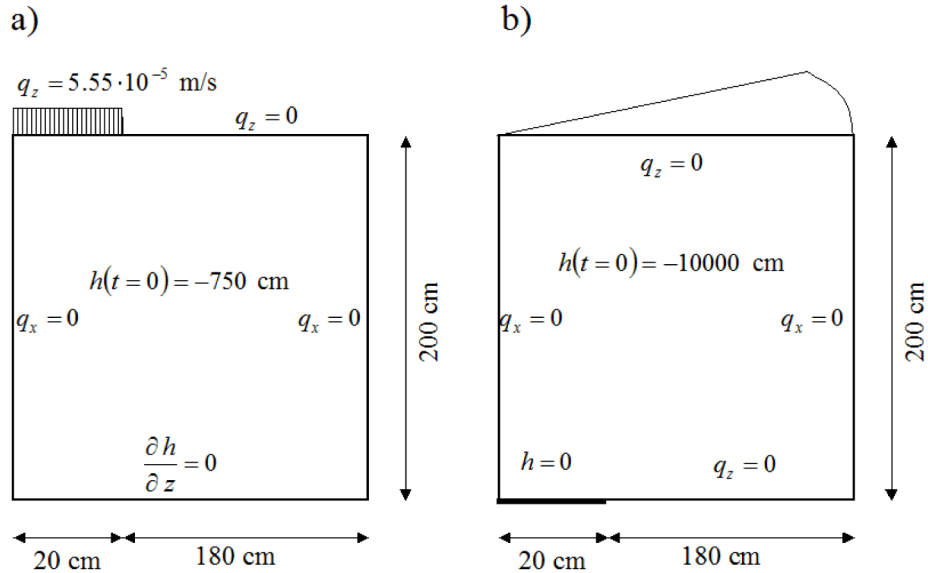 a)
q_z = 5.55·10⁻⁵ m/s
q_z = 0
h(t = 0) = −750 cm
q_x = 0
q_x = 0
200 cm
∂h/∂z = 0
20 cm
180 cm
b)
q_z = 0
h(t = 0) = −10000 cm
q_x = 0
q_x = 0
200 cm
h = 0
q_z = 0
20 cm
180 cm